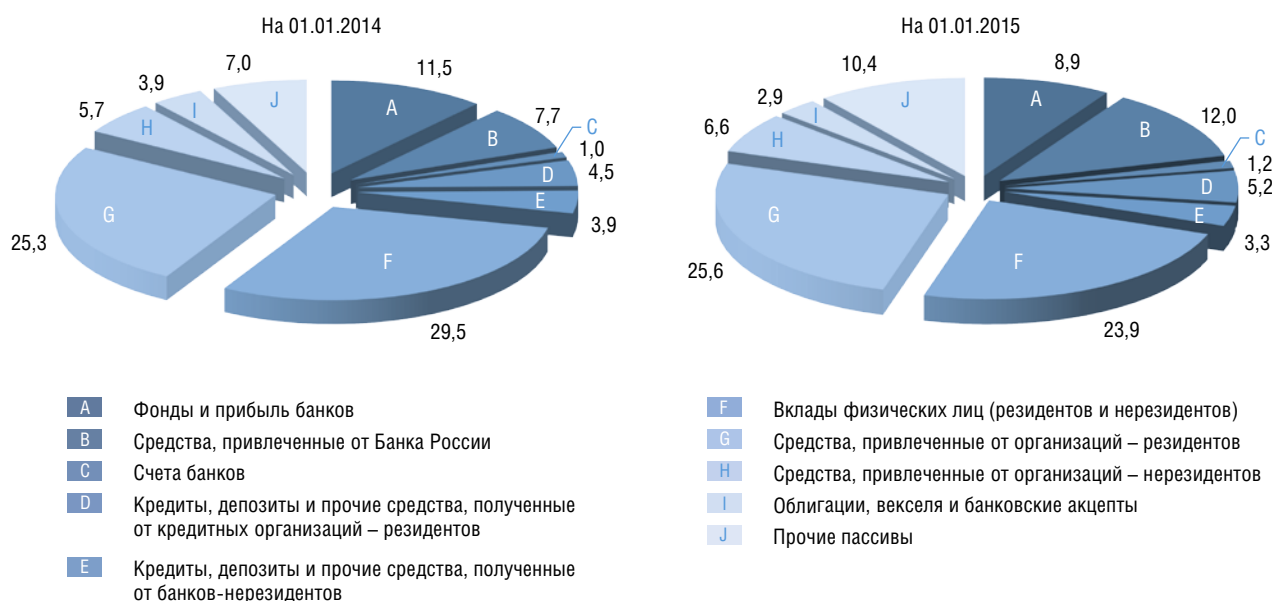 На 01.01.2014
7,0
11,5
3,9
5,7
7,7
C
1,0
4,5
3,9
25,3
29,5
A
B
D
E
F
G
H
I
J
На 01.01.2015
10,4
8,9
2,9
6,6
12,0
C
1,2
5,2
3,3
25,6
23,9
A
B
D
E
F
G
H
I
J
A Фонды и прибыль банков
B Средства, привлеченные от Банка России
C Счета банков
D Кредиты, депозиты и прочие средства, полученные
от кредитных организаций – резидентов
E Кредиты, депозиты и прочие средства, полученные
от банков-нерезидентов
F Вклады физических лиц (резидентов и нерезидентов)
G Средства, привлеченные от организаций – резидентов
H Средства, привлеченные от организаций – нерезидентов
I Облигации, векселя и банковские акцепты
J Прочие пассивы